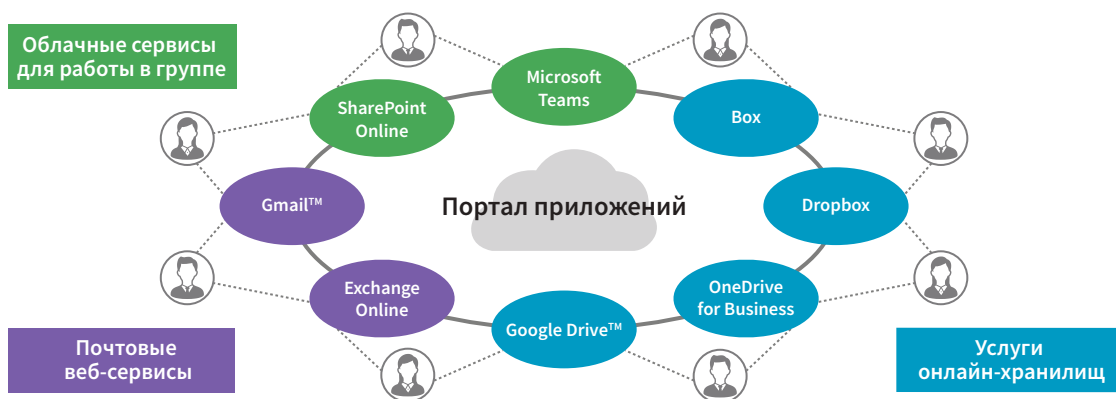 Облачные сервисы
для работы в группе
Microsoft
Teams
SharePoint
Online
Box
Gmail™
Портал приложений
Dropbox
Exchange
Online
OneDrive
for Business
Google Drive™
Почтовые
веб-сервисы
Услуги
онлайн-хранилищ